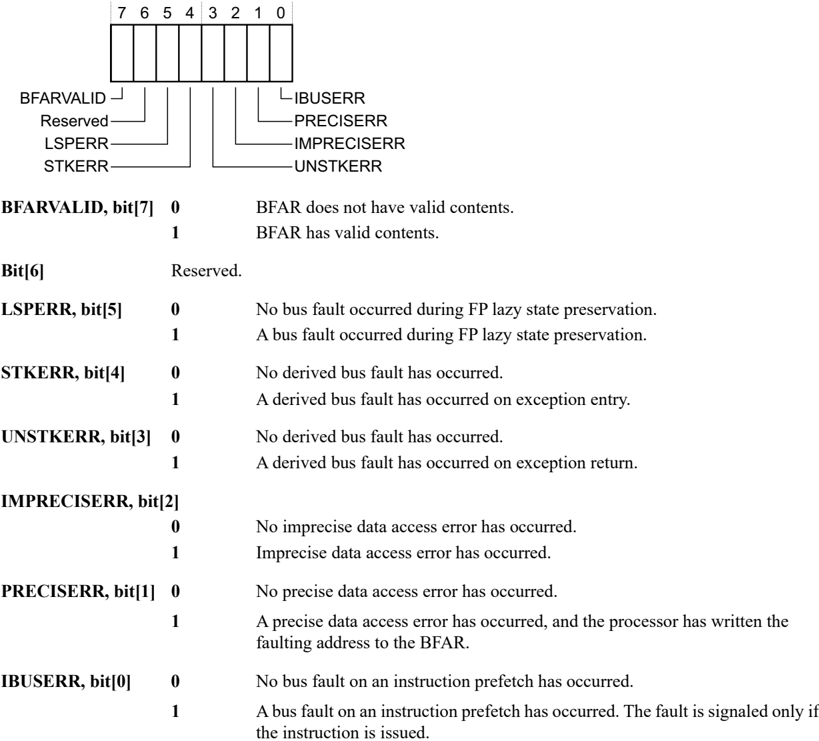 7 6 5 4 3 2 1 0
BFARVALID IBUSERR
Reserved PRECISERR
LSPERR IMPRECISERR
STKERR UNSTKERR
BFARVALID, bit[7] 0 BFAR does not have valid contents.
1 BFAR has valid contents.
Bit[6] Reserved.
LSPERR, bit[5] 0 No bus fault occurred during FP lazy state preservation.
1 A bus fault occurred during FP lazy state preservation.
STKERR, bit[4] 0 No derived bus fault has occurred.
1 A derived bus fault has occurred on exception entry.
UNSTKERR, bit[3] 0 No derived bus fault has occurred.
1 A derived bus fault has occurred on exception return.
IMPRECISERR, bit[2]
0 No imprecise data access error has occurred.
1 Imprecise data access error has occurred.
PRECISERR, bit[1] 0 No precise data access error has occurred.
1 A precise data access error has occurred, and the processor has written the
faulting address to the BFAR.
IBUSERR, bit[0] 0 No bus fault on an instruction prefetch has occurred.
1 A bus fault on an instruction prefetch has occurred. The fault is signaled only if
the instruction is issued.